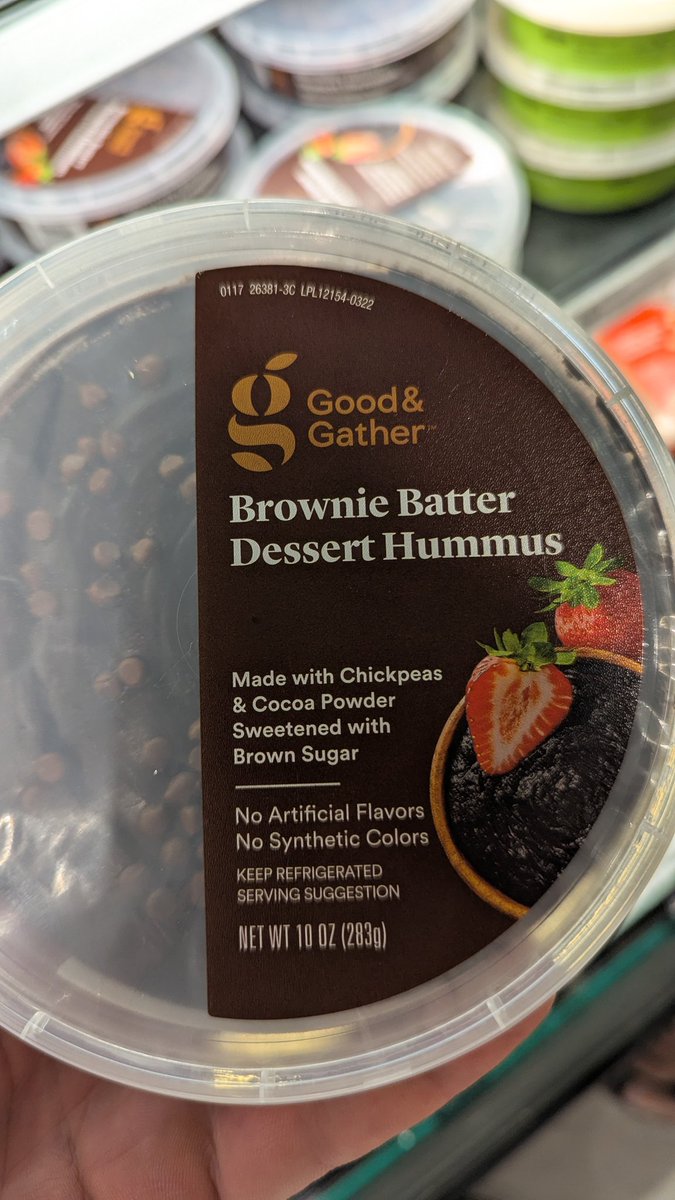 0117 26381-3C LPL12154-0322
Good&
Gather™
Brownie Batter
Dessert Hummus
Made with Chickpeas
& Cocoa Powder
Sweetened with
Brown Sugar
No Artificial Flavors
No Synthetic Colors
KEEP REFRIGERATED
SERVING SUGGESTION
NET WT 10 OZ (283g)